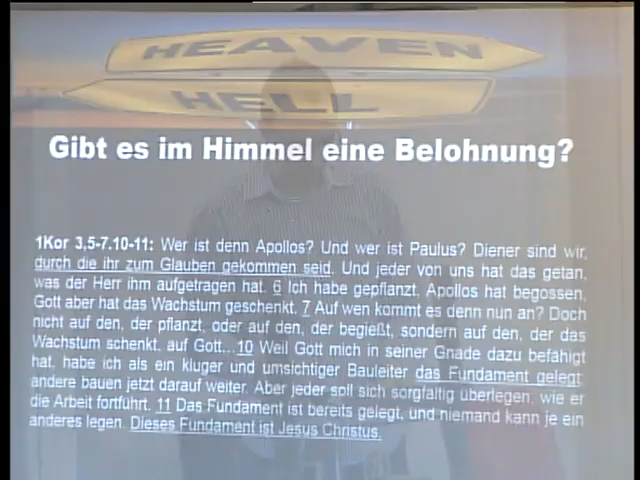 HEAVEN
HELL
Gibt es im Himmel eine Belohnung?
1Kor 3,5-7.10-11: Wer ist denn Apollos? Und wer ist Paulus? Diener sind wir,
durch die ihr zum Glauben gekommen seid. Und jeder von uns hat das getan,
was der Herr ihm aufgetragen hat. 6 Ich habe gepflanzt, Apollos hat begossen,
Gott aber hat das Wachstum geschenkt. 7 Auf wen kommt es denn nun an? Doch
nicht auf den, der pflanzt, oder auf den, der begießt, sondern auf den, der das
Wachstum schenkt, auf Gott... 10 Weil Gott mich in seiner Gnade dazu befähigt
hat, habe ich als ein kluger und umsichtiger Bauleiter das Fundament gelegt,
andere bauen jetzt darauf weiter. Aber jeder soll sich sorgfältig überlegen, wie er
die Arbeit fortführt. 11 Das Fundament ist bereits gelegt, und niemand kann je ein
anderes legen. Dieses Fundament ist Jesus Christus.